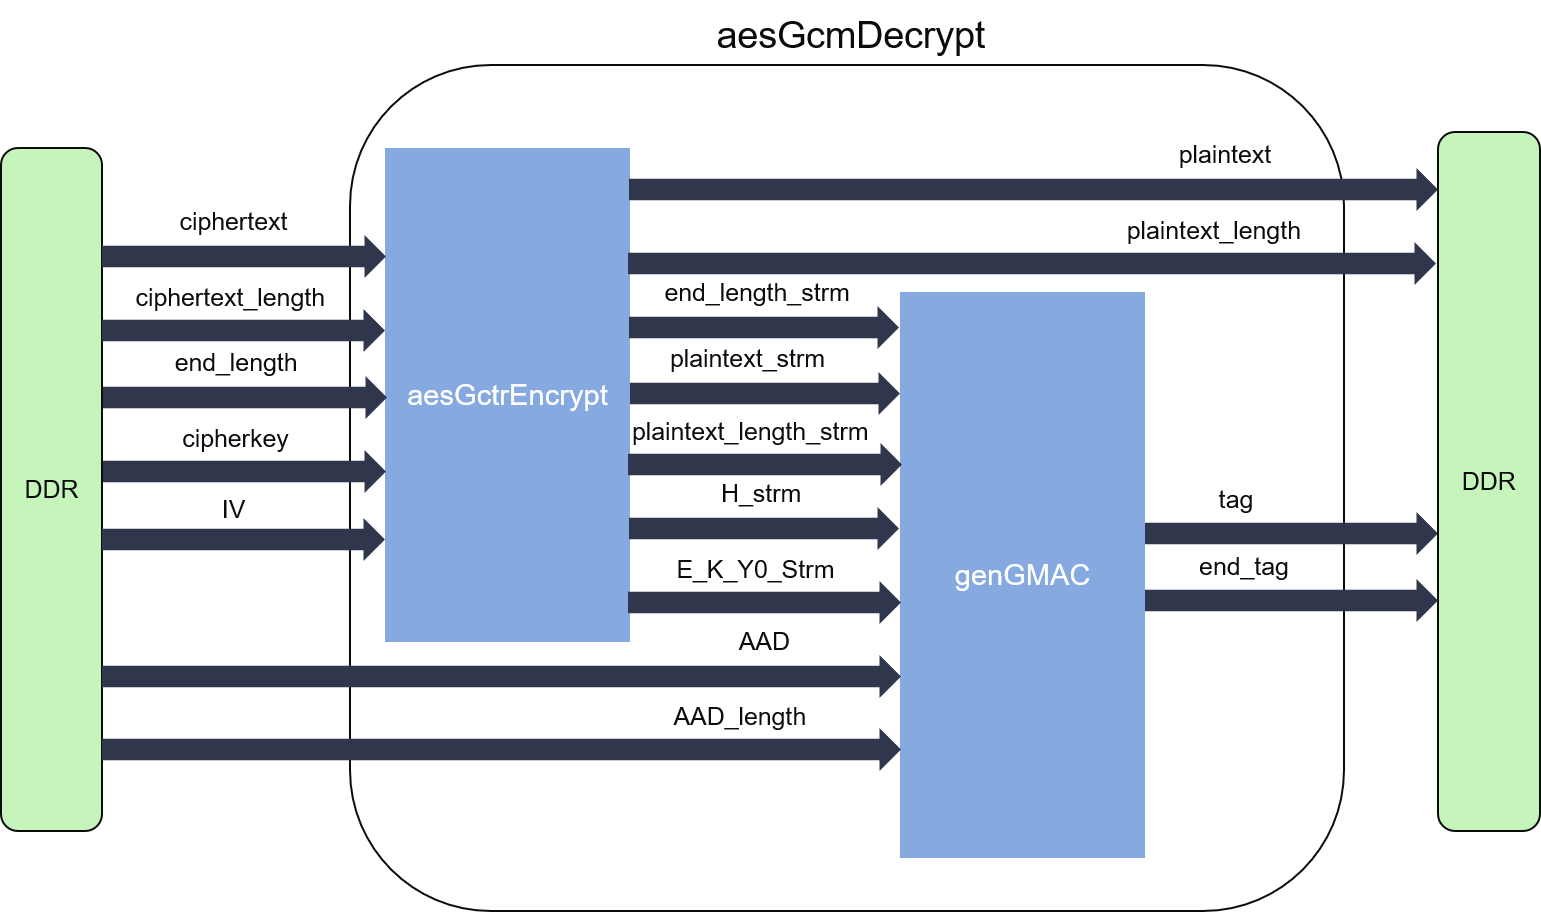 aesGcmDecrypt
plaintext
ciphertext
plaintext_length
ciphertext_length
end_length_strm
end_length
plaintext_strm
aesGctrEncrypt
cipherkey
plaintext_length_strm
DDR
IV
H_strm
DDR
tag
E_K_Y0_Strm
genGMAC
end_tag
AAD
AAD_length